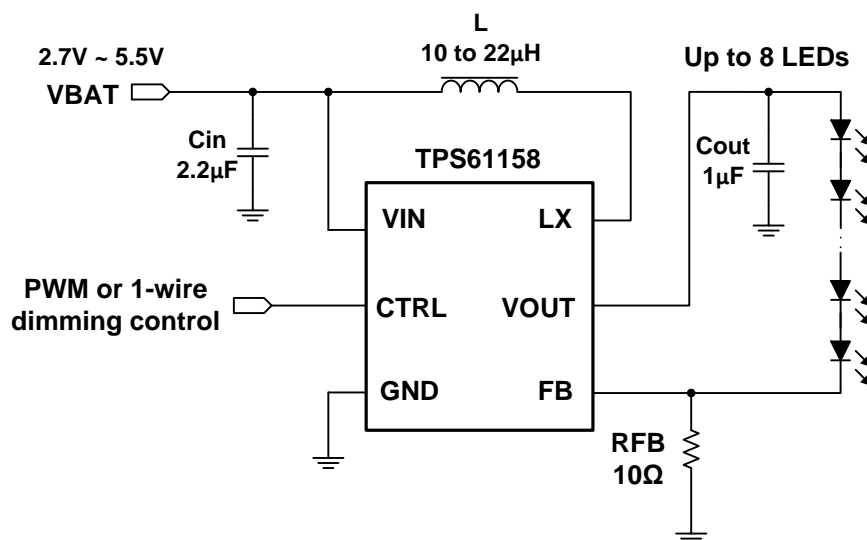 L
10 to 22µH
2.7V ~ 5.5V
VBAT
Up to 8 LEDs
Cin
2.2µF
TPS61158
Cout
1µF
VIN
LX
PWM or 1-wire
dimming control
CTRL
VOUT
GND
FB
RFB
10Ω